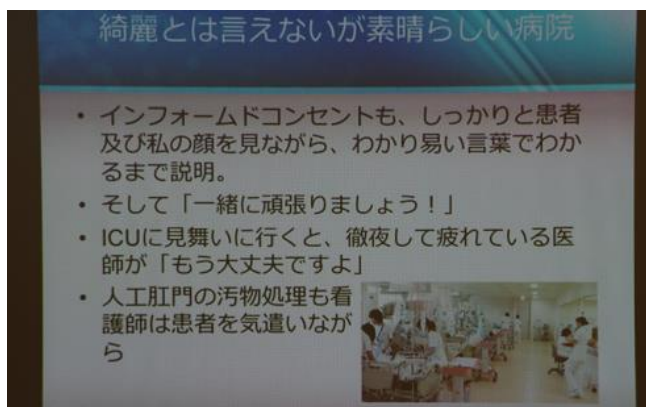 綺麗とは言えないが素晴らしい病院
• インフォームドコンセントも、しっかりと患者
及び私の顔を見ながら、わかり易い言葉でわか
るまで説明。
• そして「一緒に頑張りましょう！」
• ICUに見舞いに行くと、徹夜して疲れている医
師が「もう大丈夫ですよ」
• 人工肛門の汚物処理も看
護師は患者を気遣いなが
ら